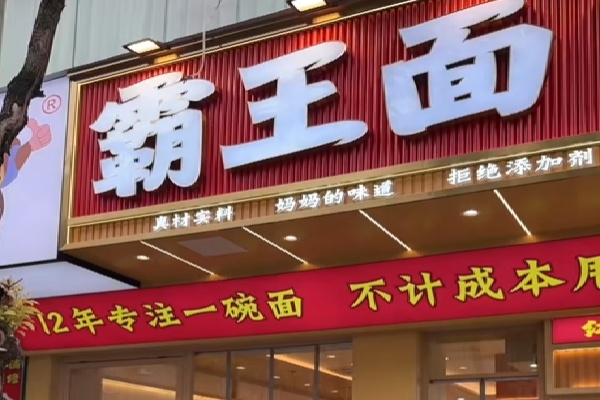 ®
霸王面
真材实料 妈妈的味道 拒绝添加剂
12年专注一碗面 不计成本用